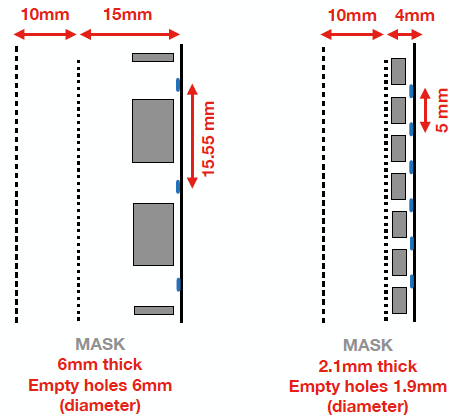 10mm
15mm
10mm
4mm
15.55 mm
5 mm
MASK
6mm thick
Empty holes 6mm
(diameter)
MASK
2.1mm thick
Empty holes 1.9mm
(diameter)